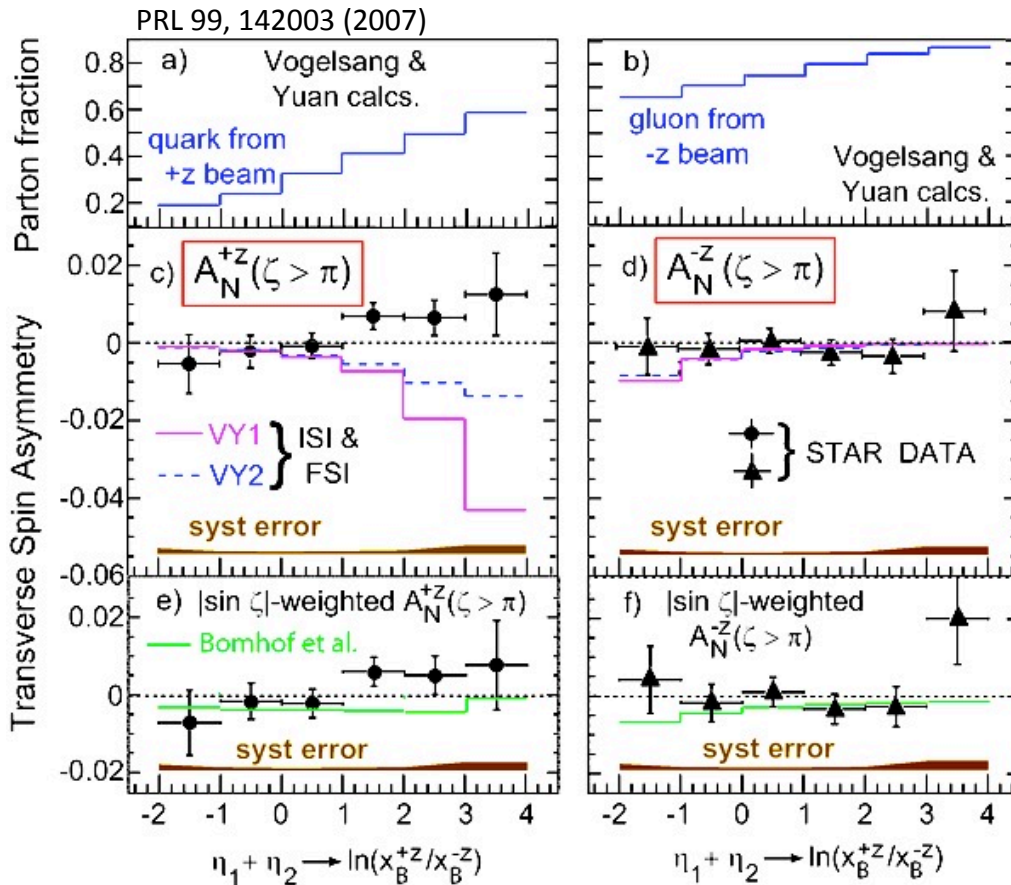 PRL 99, 142003 (2007)
Parton fraction
0.8
0.6
0.4
0.2
a)
Vogelsang &
Yuan calcs.
quark from
+z beam
b)
gluon from
-z beam
Vogelsang &
Yuan calcs.
Transverse Spin Asymmetry
0.02
0
-0.02
-0.04
-0.06
c) A_N^{+z}(ζ > π)
VY1
VY2
} ISI &
FSI
syst error
d) A_N^{-z}(ζ > π)
} STAR DATA
syst error
0.02
0
-0.02
e) |sin ζ|-weighted A_N^{+z}(ζ > π)
Bomhof et al.
syst error
f) |sin ζ|-weighted
A_N^{-z}(ζ > π)
syst error
-2 -1 0 1 2 3 4
-2 -1 0 1 2 3 4
η₁ + η₂ → ln(x_B^{+z}/x_B^{-z})
η₁ + η₂ → ln(x_B^{+z}/x_B^{-z})